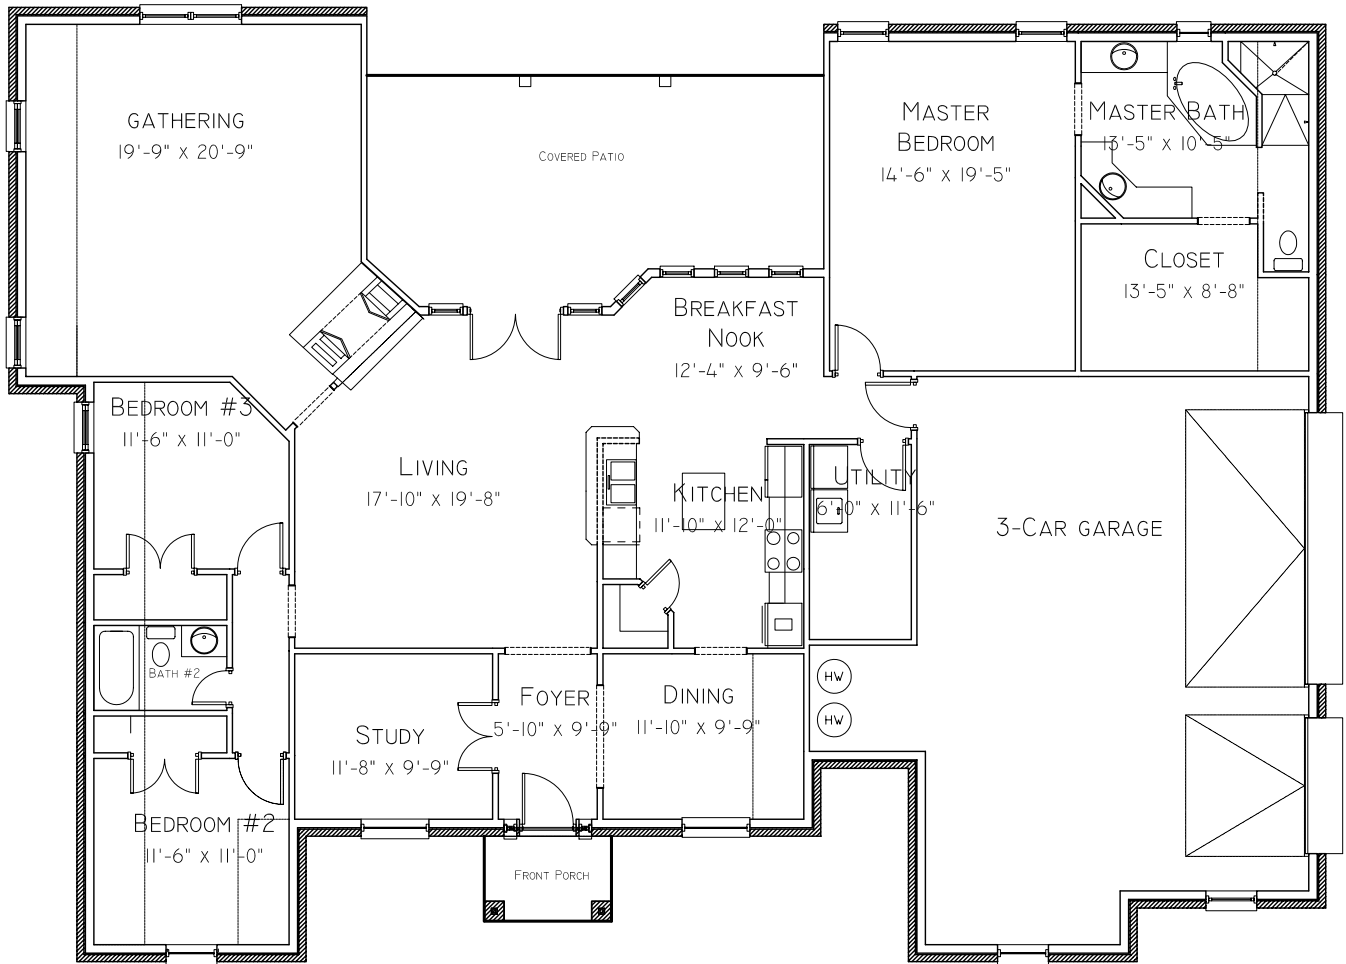 GATHERING
19'-9" X 20'-9"
COVERED PATIO
MASTER
BEDROOM
14'-6" X 19'-5"
MASTER BATH
13'-5" X 10'-5"
CLOSET
13'-5" X 8'-8"
BREAKFAST
NOOK
12'-4" X 9'-6"
BEDROOM #3
11'-6" X 11'-0"
LIVING
17'-10" X 19'-8"
KITCHEN
11'-10" X 12'-0"
UTILITY
6'-0" X 11'-6"
3-CAR GARAGE
BATH #2
HW
HW
FOYER
5'-10" X 9'-9"
DINING
11'-10" X 9'-9"
STUDY
11'-8" X 9'-9"
BEDROOM #2
11'-6" X 11'-0"
FRONT PORCH